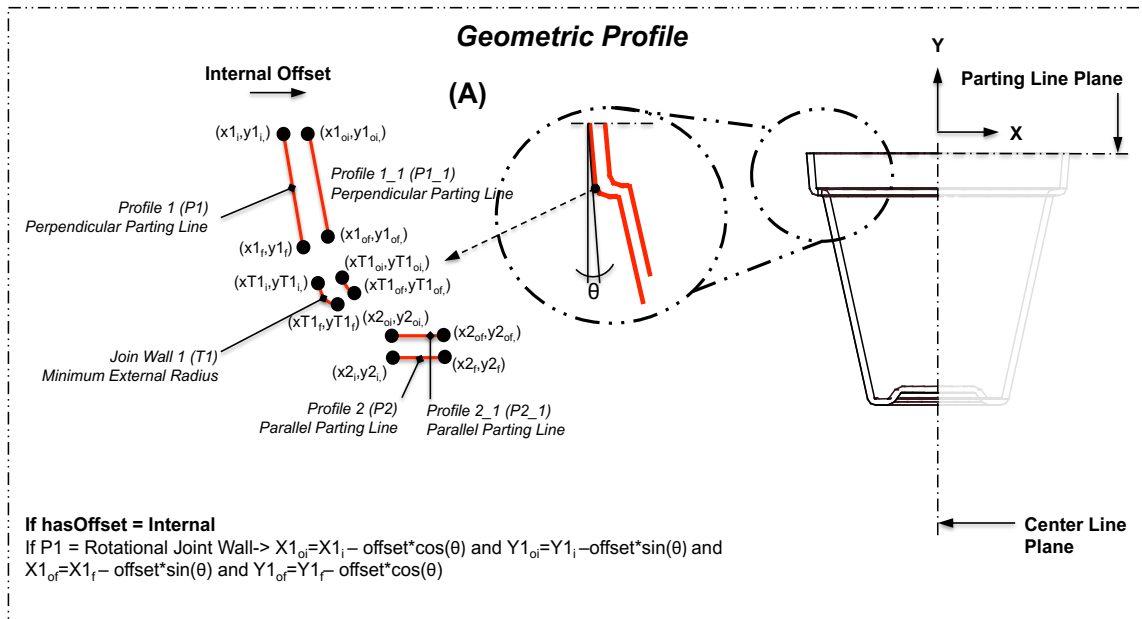 Geometric Profile
Internal Offset
(A)
Y
X
Parting Line Plane
(x1i,y1i,)
(x1oi,y1oi,)
Profile 1_1 (P1_1)
Perpendicular Parting Line
Profile 1 (P1)
Perpendicular Parting Line
(x1f,y1f)
(x1of,y1of,)
(xT1oi,yT1oi,)
(xT1i,yT1i,)
(xT1of,yT1of,)
(xT1f,yT1f)
(x2oi,y2oi,)
(x2of,y2of,)
θ
Join Wall 1 (T1)
Minimum External Radius
(x2i,y2i,)
(x2f,y2f)
Profile 2 (P2)
Parallel Parting Line
Profile 2_1 (P2_1)
Parallel Parting Line
Center Line
Plane
If hasOffset = Internal
If P1 = Rotational Joint Wall-> X1oi=X1i – offset*cos(θ) and Y1oi=Y1i –offset*sin(θ) and
X1of=X1f – offset*sin(θ) and Y1of=Y1f– offset*cos(θ)